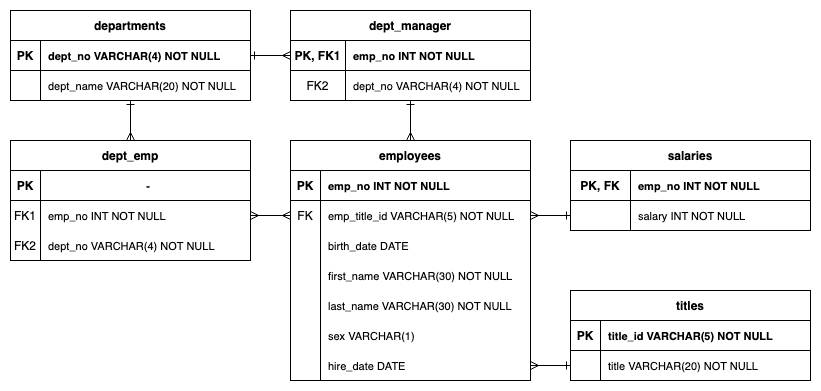 departments
PK dept_no VARCHAR(4) NOT NULL
dept_name VARCHAR(20) NOT NULL
dept_manager
PK, FK1 emp_no INT NOT NULL
FK2 dept_no VARCHAR(4) NOT NULL
dept_emp
PK -
FK1 emp_no INT NOT NULL
FK2 dept_no VARCHAR(4) NOT NULL
employees
PK emp_no INT NOT NULL
FK emp_title_id VARCHAR(5) NOT NULL
birth_date DATE
first_name VARCHAR(30) NOT NULL
last_name VARCHAR(30) NOT NULL
sex VARCHAR(1)
hire_date DATE
salaries
PK, FK emp_no INT NOT NULL
salary INT NOT NULL
titles
PK title_id VARCHAR(5) NOT NULL
title VARCHAR(20) NOT NULL